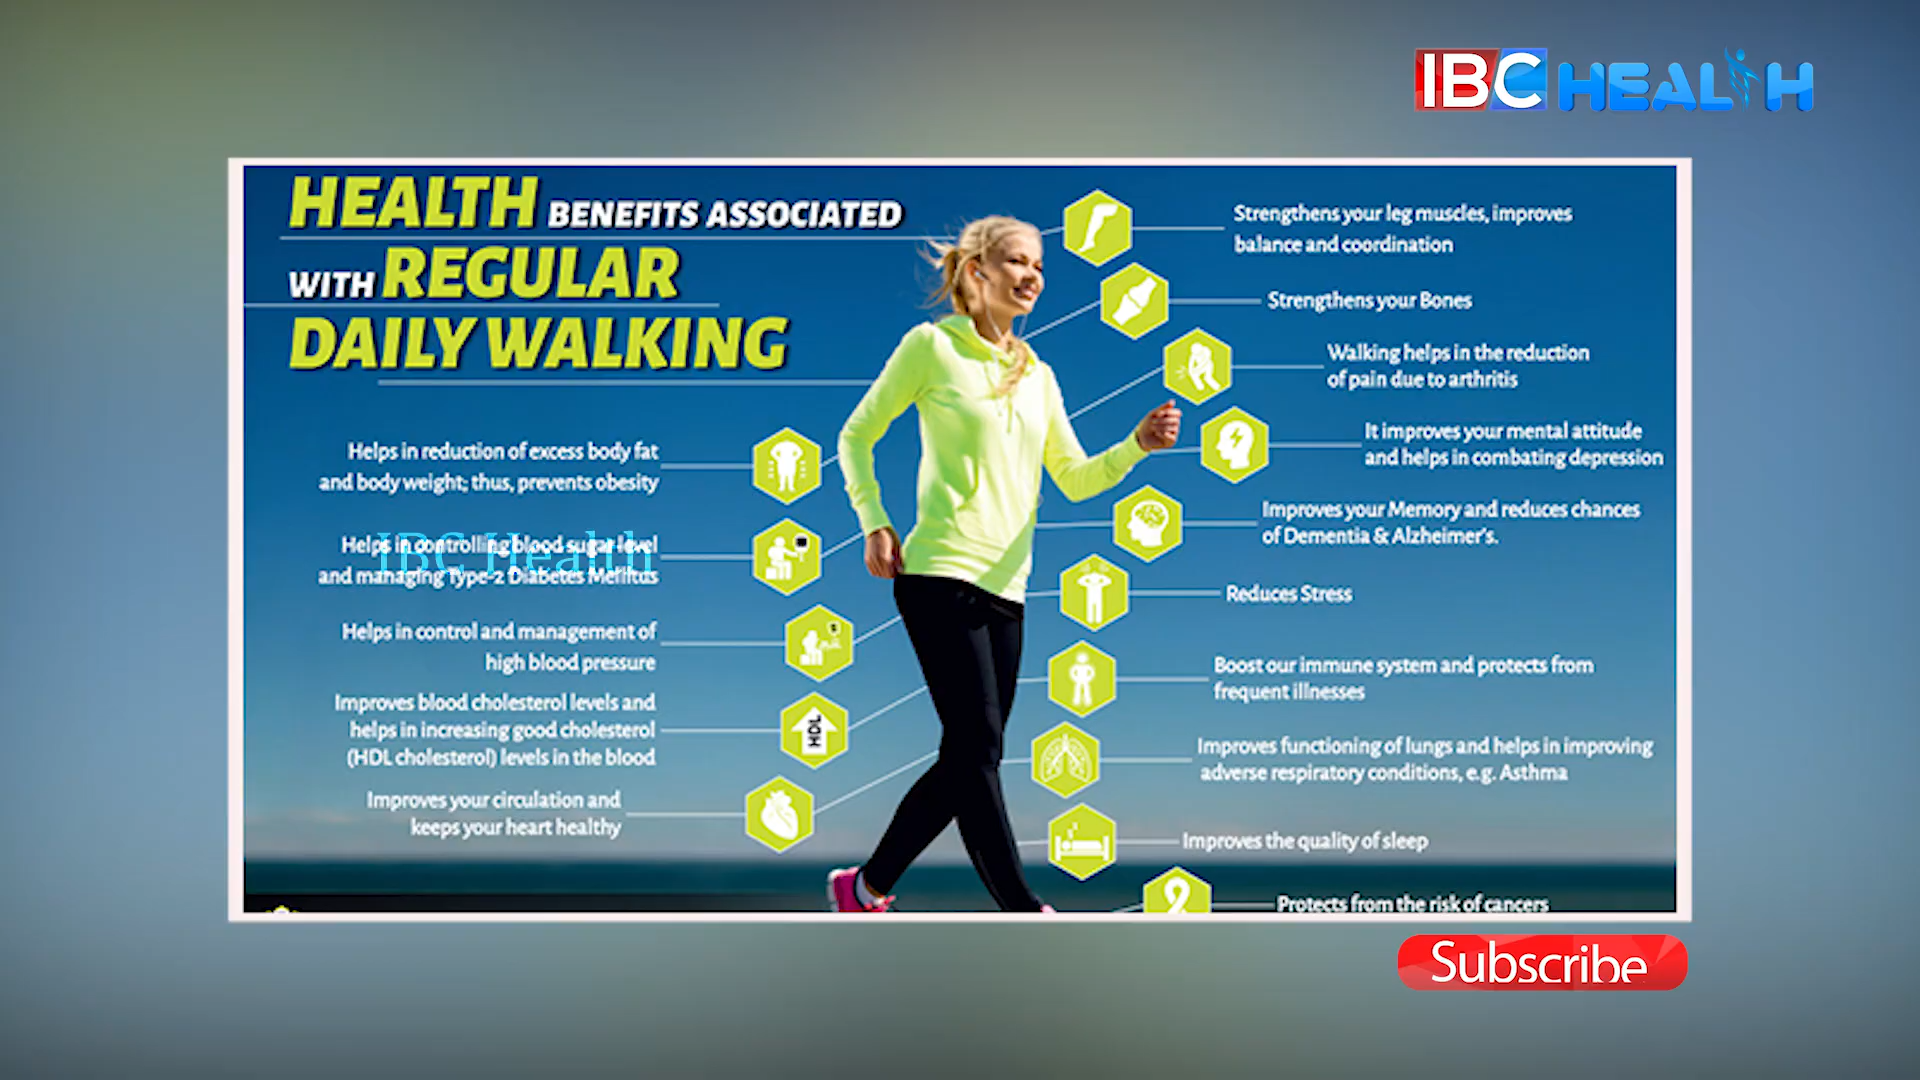 IBC HEALTH
HEALTH BENEFITS ASSOCIATED
WITH REGULAR
DAILY WALKING
Helps in reduction of excess body fat
and body weight; thus, prevents obesity
Helps in controlling blood sugar level
and managing Type-2 Diabetes Mellitus
IBC Health
Helps in control and management of
high blood pressure
Improves blood cholesterol levels and
helps in increasing good cholesterol
(HDL cholesterol) levels in the blood
HDL
Improves your circulation and
keeps your heart healthy
Strengthens your leg muscles, improves
balance and coordination
Strengthens your Bones
Walking helps in the reduction
of pain due to arthritis
It improves your mental attitude
and helps in combating depression
Improves your Memory and reduces chances
of Dementia & Alzheimer's.
Reduces Stress
Boost our immune system and protects from
frequent illnesses
Improves functioning of lungs and helps in improving
adverse respiratory conditions, e.g. Asthma
Improves the quality of sleep
Protects from the risk of cancers
Subscribe